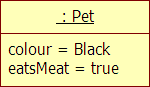 : Pet
colour = Black
eatsMeat = true